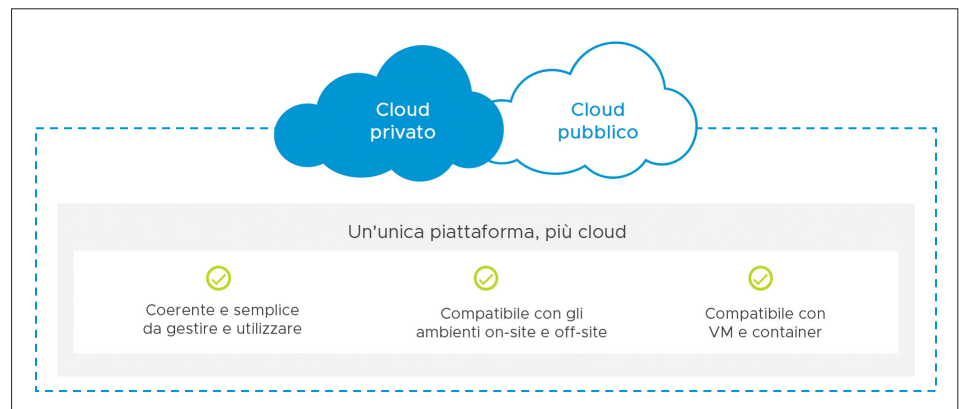 Cloud
privato
Cloud
pubblico
Un'unica piattaforma, più cloud
Coerente e semplice
da gestire e utilizzare
Compatibile con gli
ambienti on-site e off-site
Compatibile con
VM e container